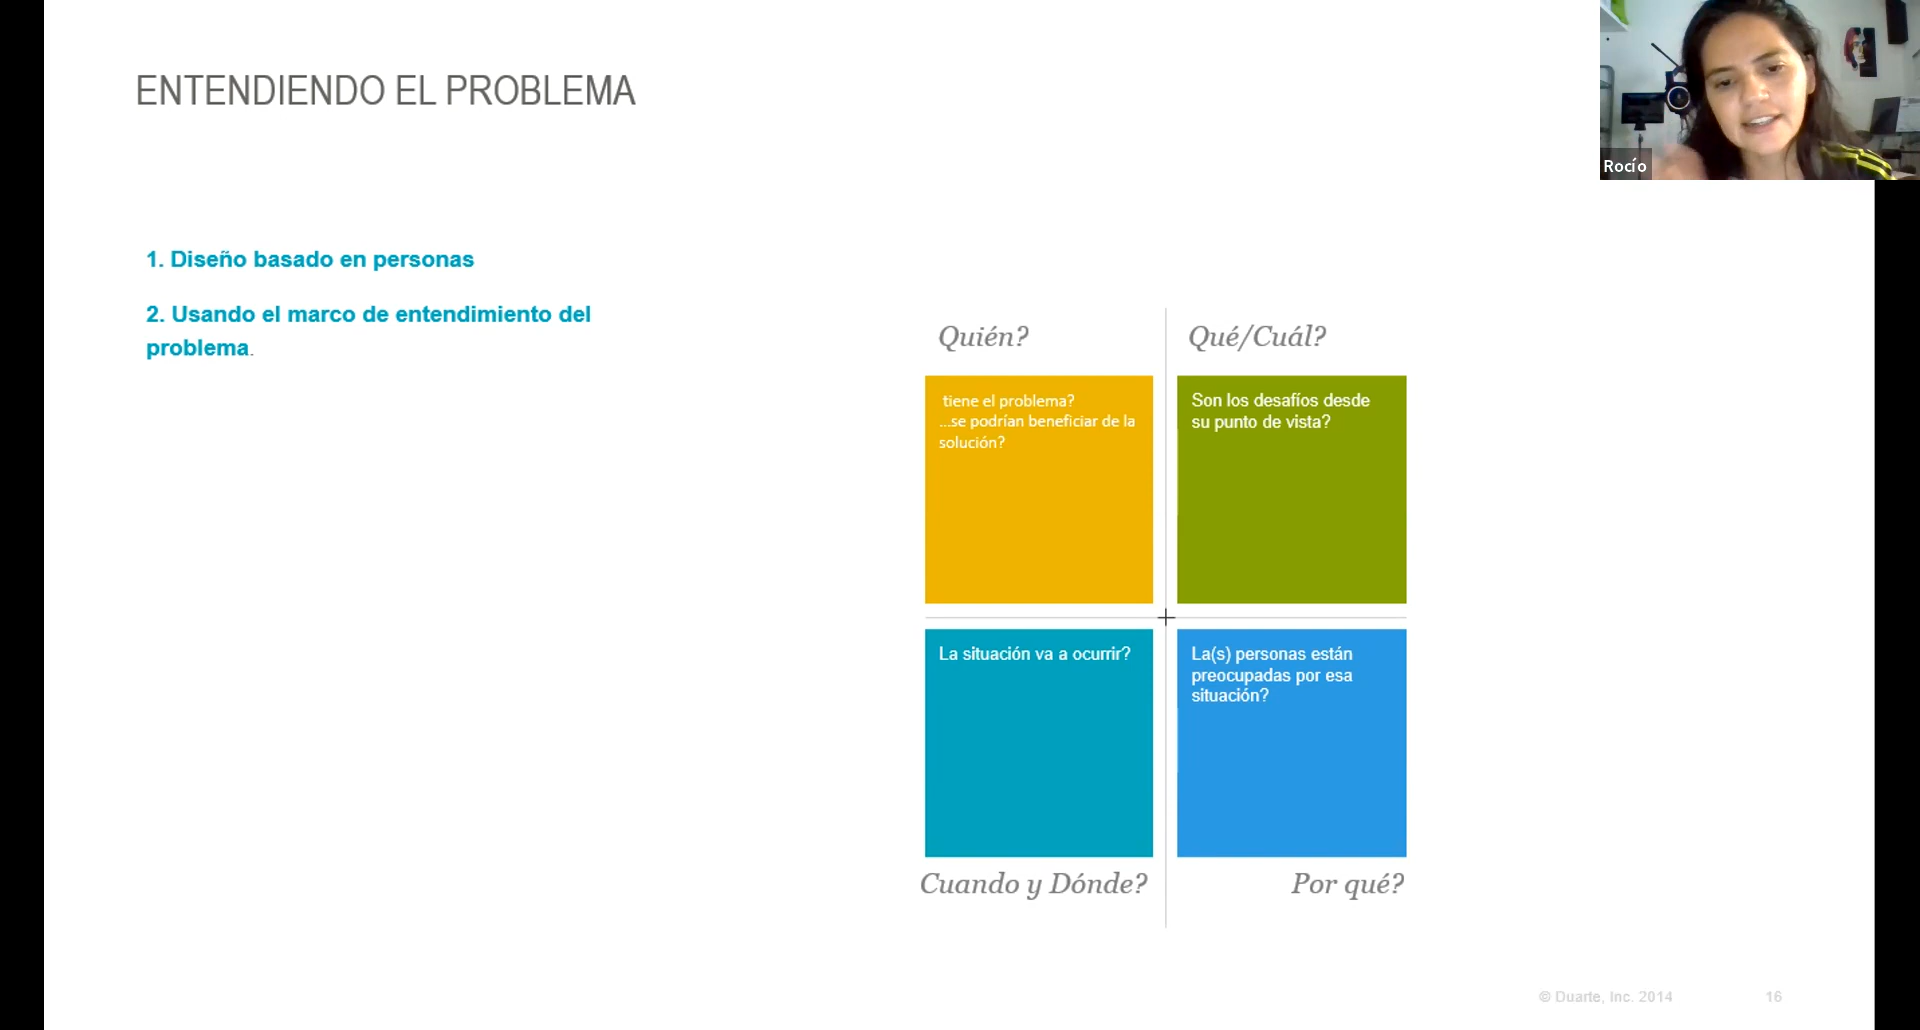 ENTENDIENDO EL PROBLEMA
Rocío
1. Diseño basado en personas
2. Usando el marco de entendimiento del
problema.
Quién?
Qué/Cuál?
tiene el problema?
...se podrían beneficiar de la
solución?
Son los desafíos desde
su punto de vista?
La situación va a ocurrir?
La(s) personas están
preocupadas por esa
situación?
Cuando y Dónde?
Por qué?
© Duarte, Inc. 2014
16